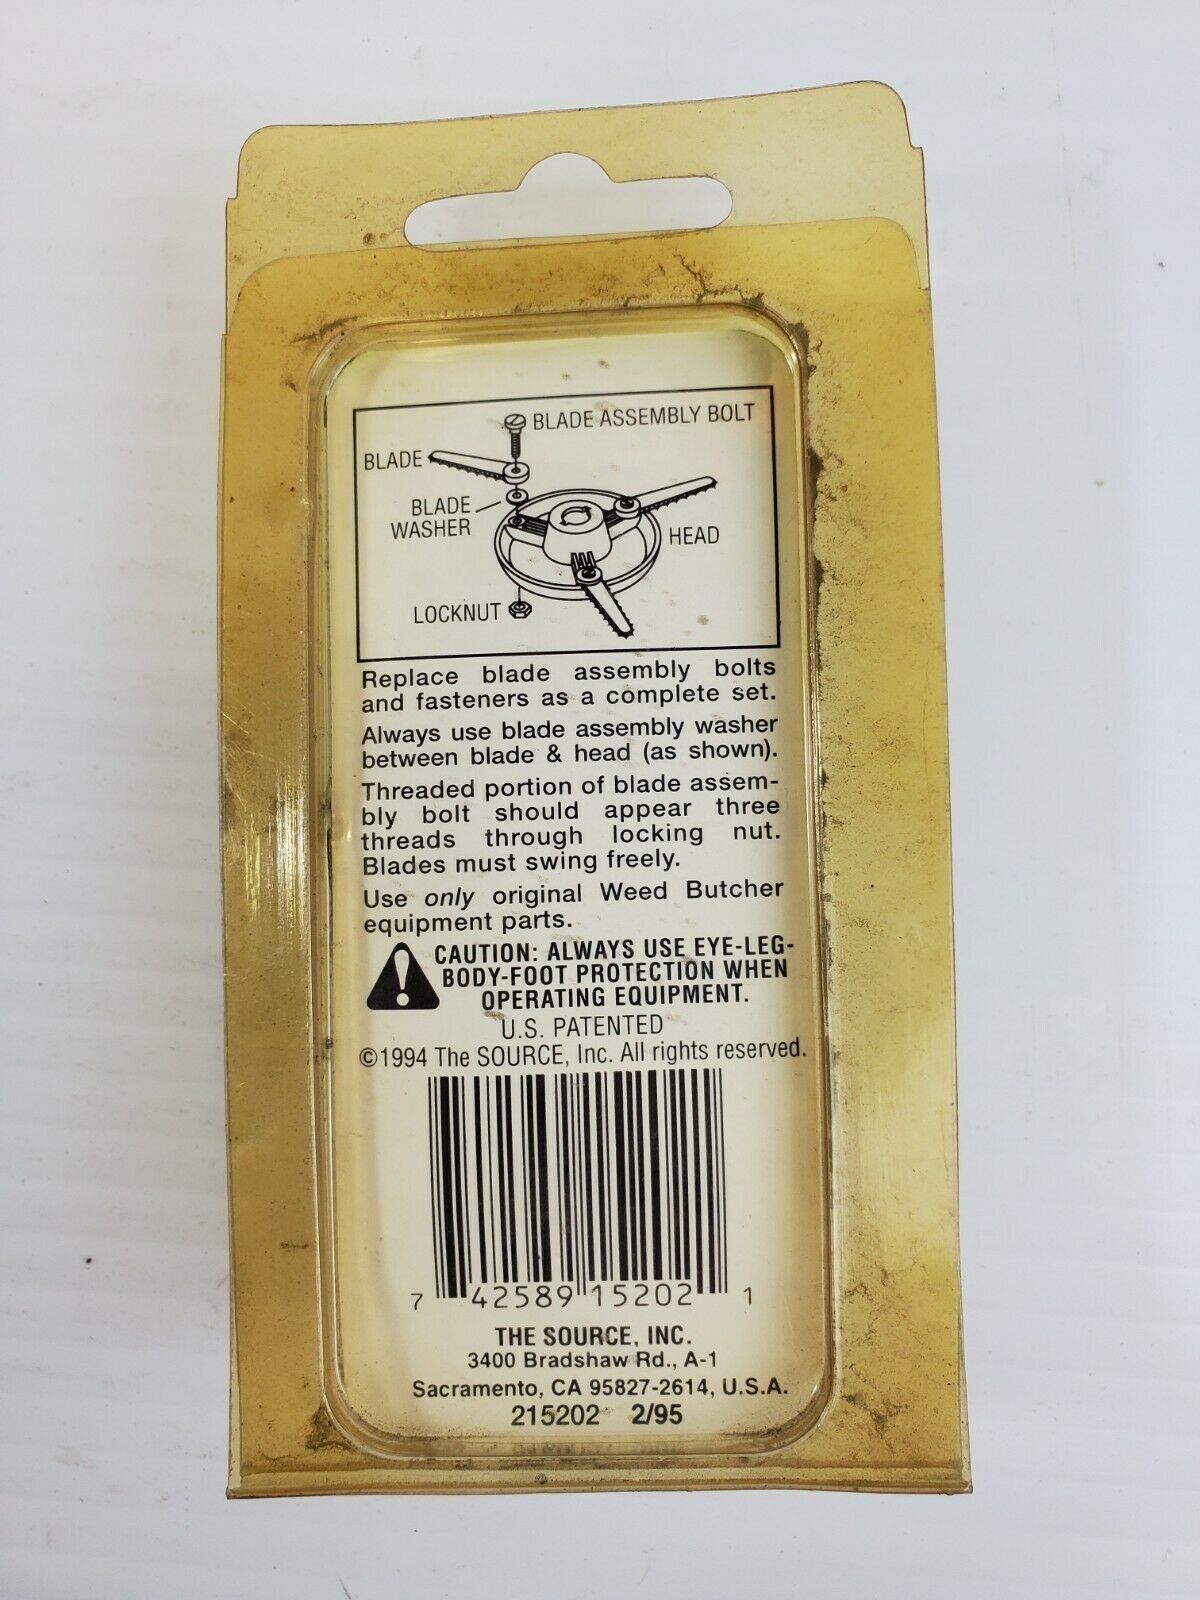 BLADE ASSEMBLY BOLT
BLADE
BLADE
WASHER
HEAD
LOCKNUT
Replace blade assembly bolts
and fasteners as a complete set.
Always use blade assembly washer
between blade & head (as shown).
Threaded portion of blade assem-
bly bolt should appear three
threads through locking nut.
Blades must swing freely.
Use only original Weed Butcher
equipment parts.
CAUTION: ALWAYS USE EYE-LEG-
BODY-FOOT PROTECTION WHEN
OPERATING EQUIPMENT.
U.S. PATENTED
©1994 The SOURCE, Inc. All rights reserved.
7 42589 15202 1
THE SOURCE, INC.
3400 Bradshaw Rd., A-1
Sacramento, CA 95827-2614, U.S.A.
215202 2/95